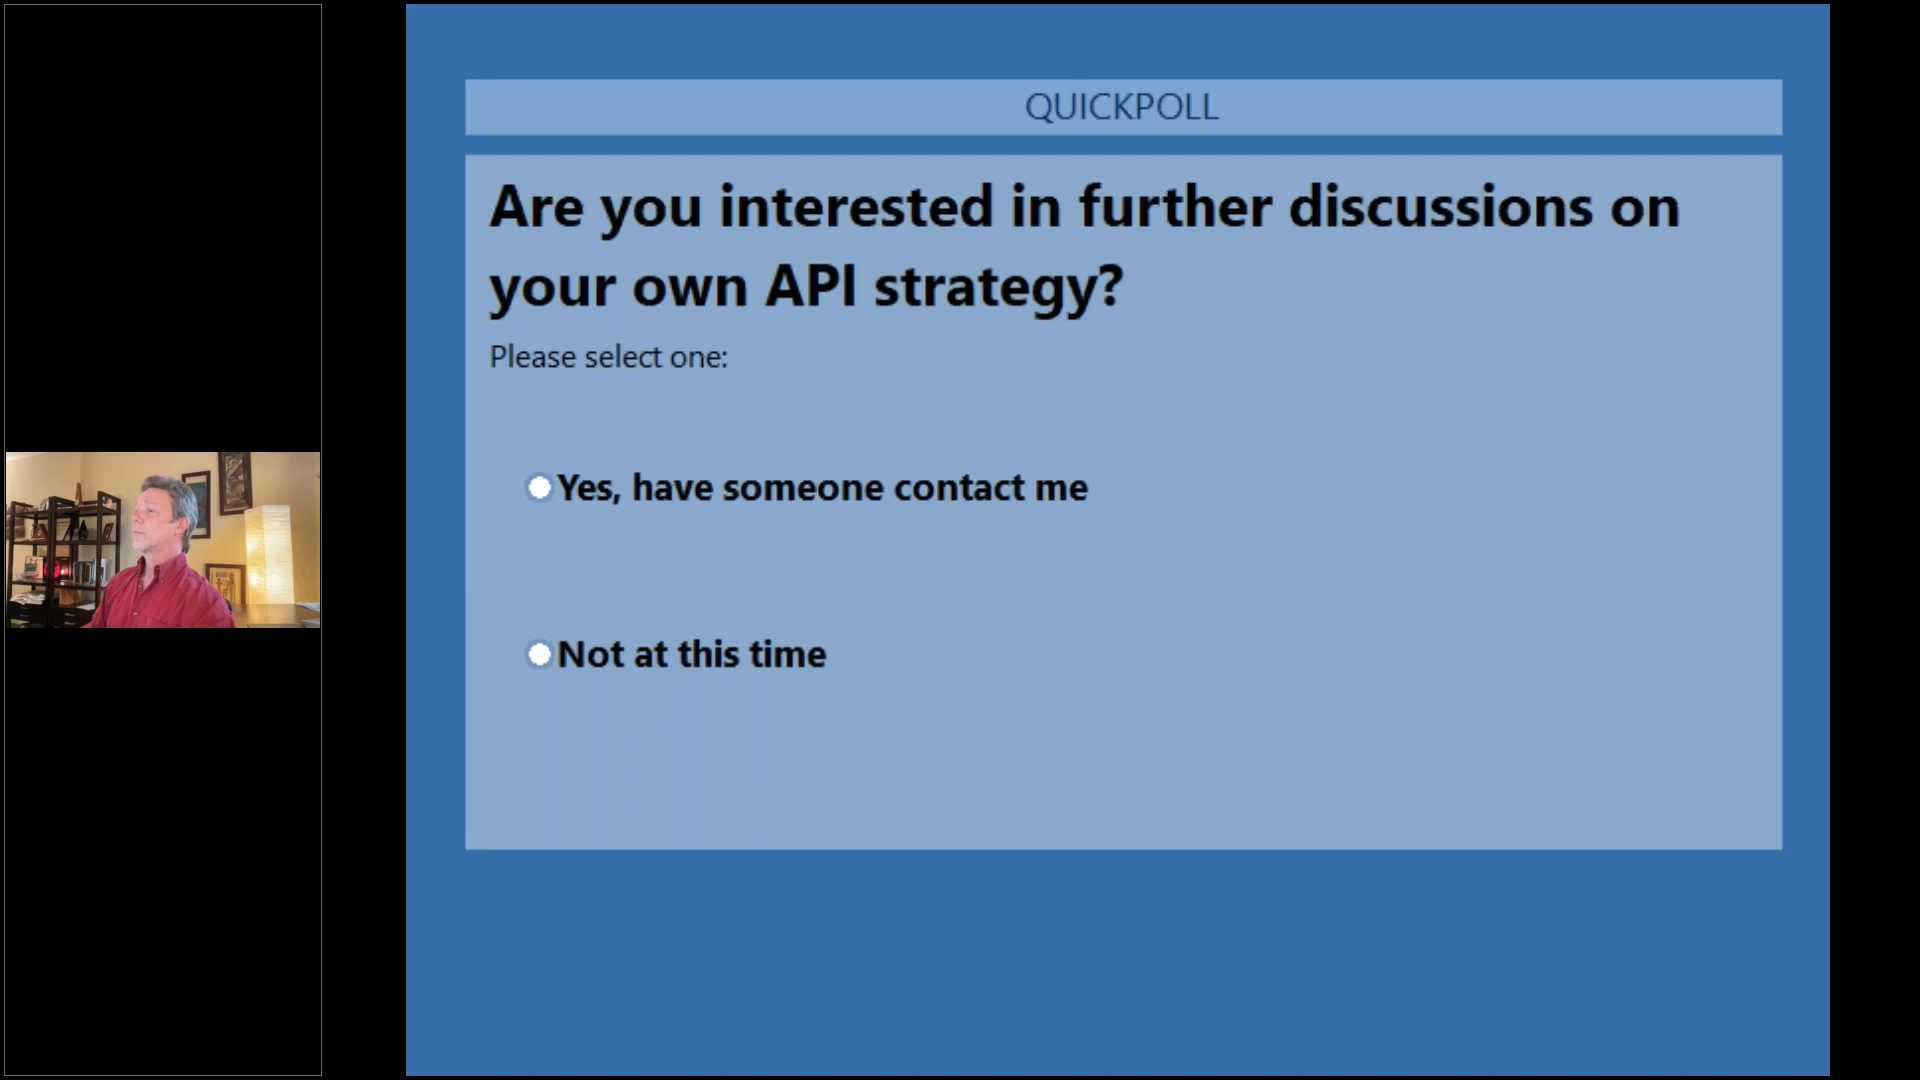 QUICKPOLL
Are you interested in further discussions on
your own API strategy?
Please select one:
Yes, have someone contact me
Not at this time